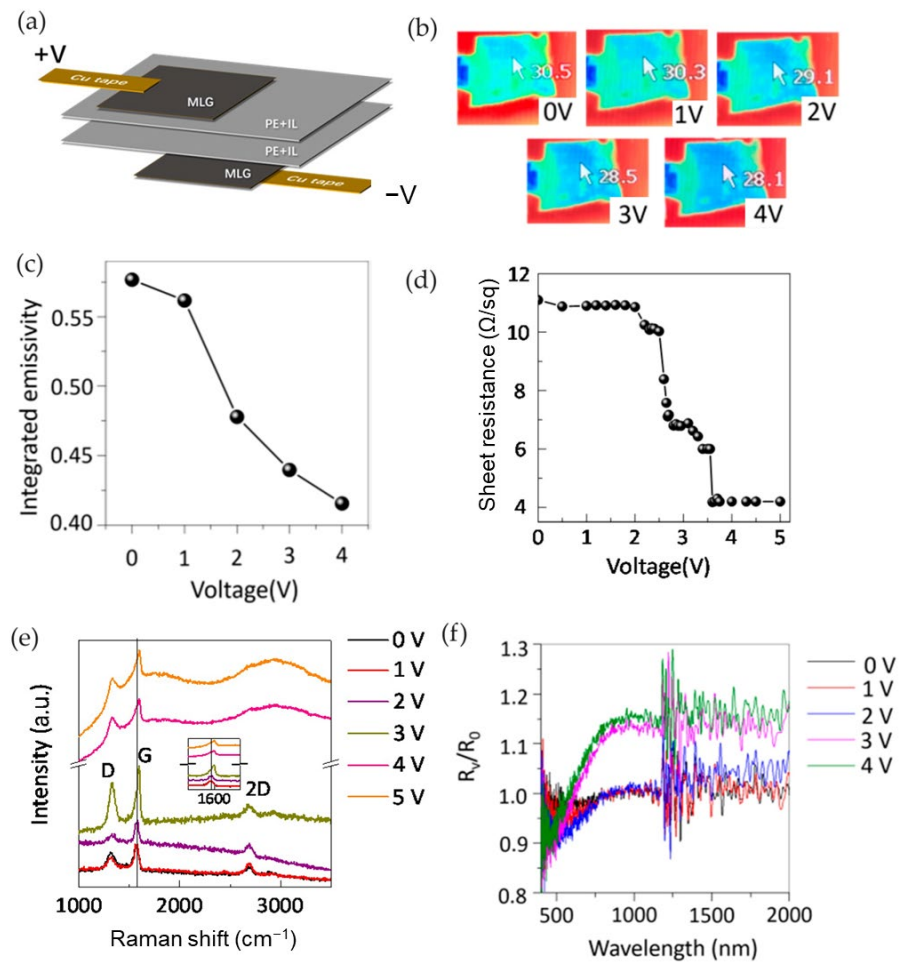 (a)
+V
Cu tape
MLG
PE+IL
PE+IL
MLG
Cu tape
−V
(b)
30.5
0V
30.3
1V
29.1
2V
28.5
3V
28.1
4V
(c)
Integrated emissivity
0.55
0.50
0.45
0.40
0 1 2 3 4
Voltage(V)
(d)
Sheet resistance (Ω/sq)
12
10
8
6
4
0 1 2 3 4 5
Voltage(V)
(e)
Intensity (a.u.)
D
G
2D
1600
1000 2000 3000
Raman shift (cm⁻¹)
0 V
1 V
2 V
3 V
4 V
5 V
(f)
Rv/R0
1.3
1.2
1.1
1.0
0.9
0.8
500 1000 1500 2000
Wavelength (nm)
0 V
1 V
2 V
3 V
4 V